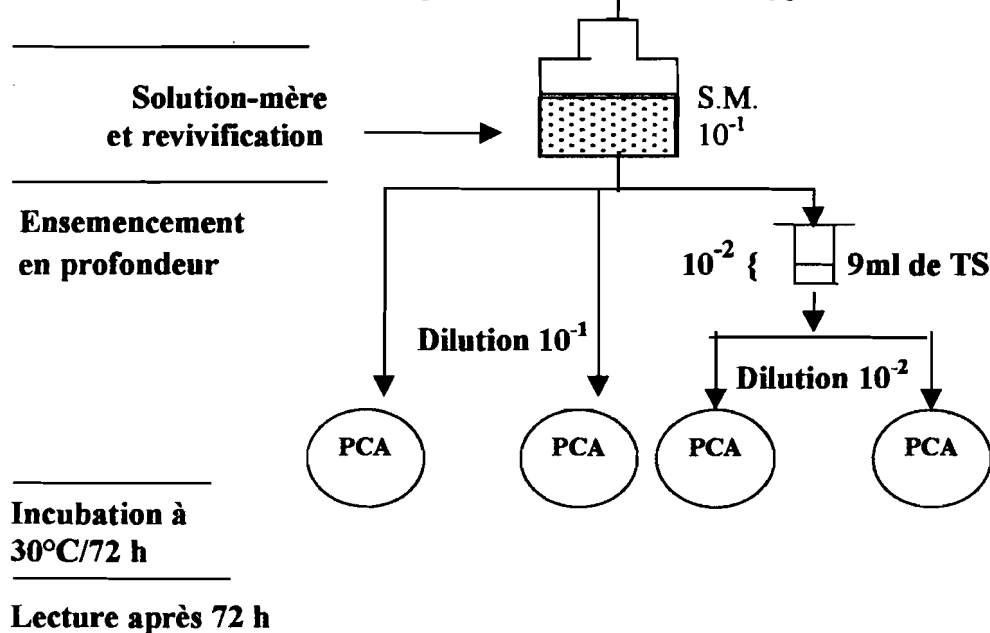 Solution-mère
et revivification
S.M.
10⁻¹
Ensemencement
en profondeur
10⁻² { 9ml de TS
Dilution 10⁻¹
Dilution 10⁻²
PCA PCA PCA PCA
Incubation à
30°C/72 h
Lecture après 72 h